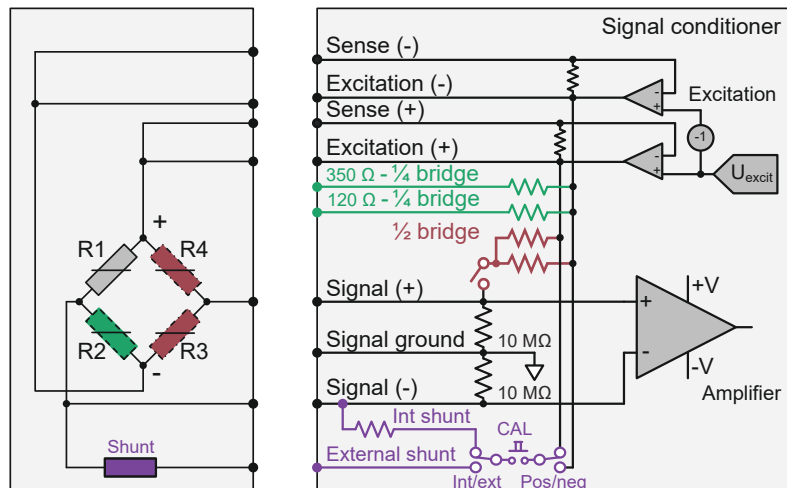 Signal conditioner
Sense (-)
Excitation (-)
Excitation
Sense (+)
-
+
-1
Excitation (+)
-
+
Uexcit
350 Ω - ¼ bridge
120 Ω - ¼ bridge
½ bridge
+
R1
R4
R2
R3
-
Signal (+)
+
+V
10 MΩ
Signal ground
-
-V
10 MΩ
Signal (-)
Amplifier
Int shunt
CAL
Shunt
External shunt
Int/ext
Pos/neg